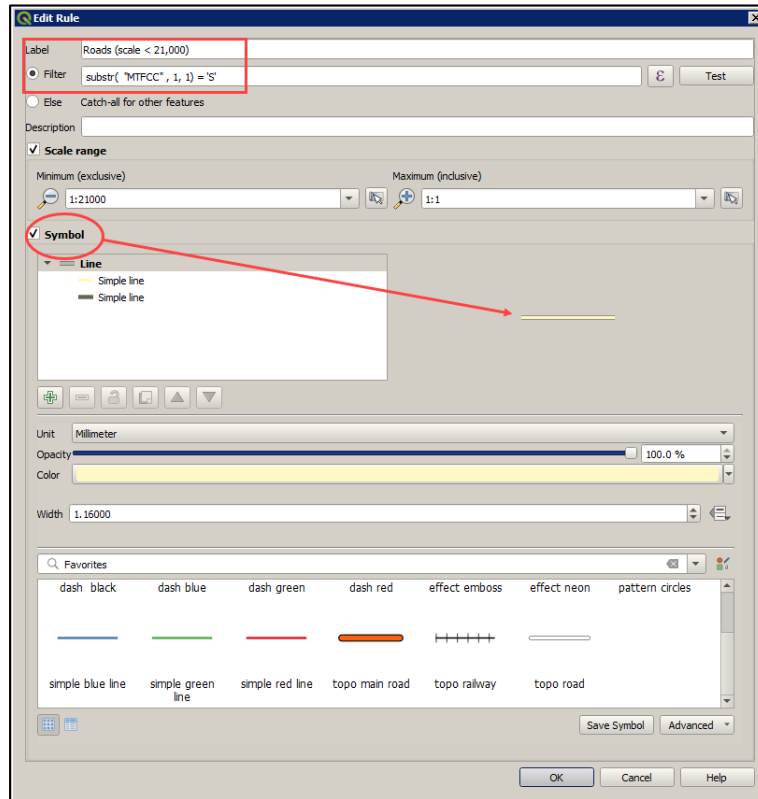 Edit Rule
Label Roads (scale < 21,000)
Filter substr( "MTFCC" , 1, 1) = 'S' ε Test
Else Catch-all for other features
Description
Scale range
Minimum (exclusive) Maximum (inclusive)
1:21000 1:1
Symbol
Line
Simple line
Simple line
Unit Millimeter
Opacity 100.0 %
Color
Width 1.16000
Favorites
dash black dash blue dash green dash red effect emboss effect neon pattern circles
simple blue line simple green simple red line topo main road topo railway topo road
line
Save Symbol Advanced
OK Cancel Help